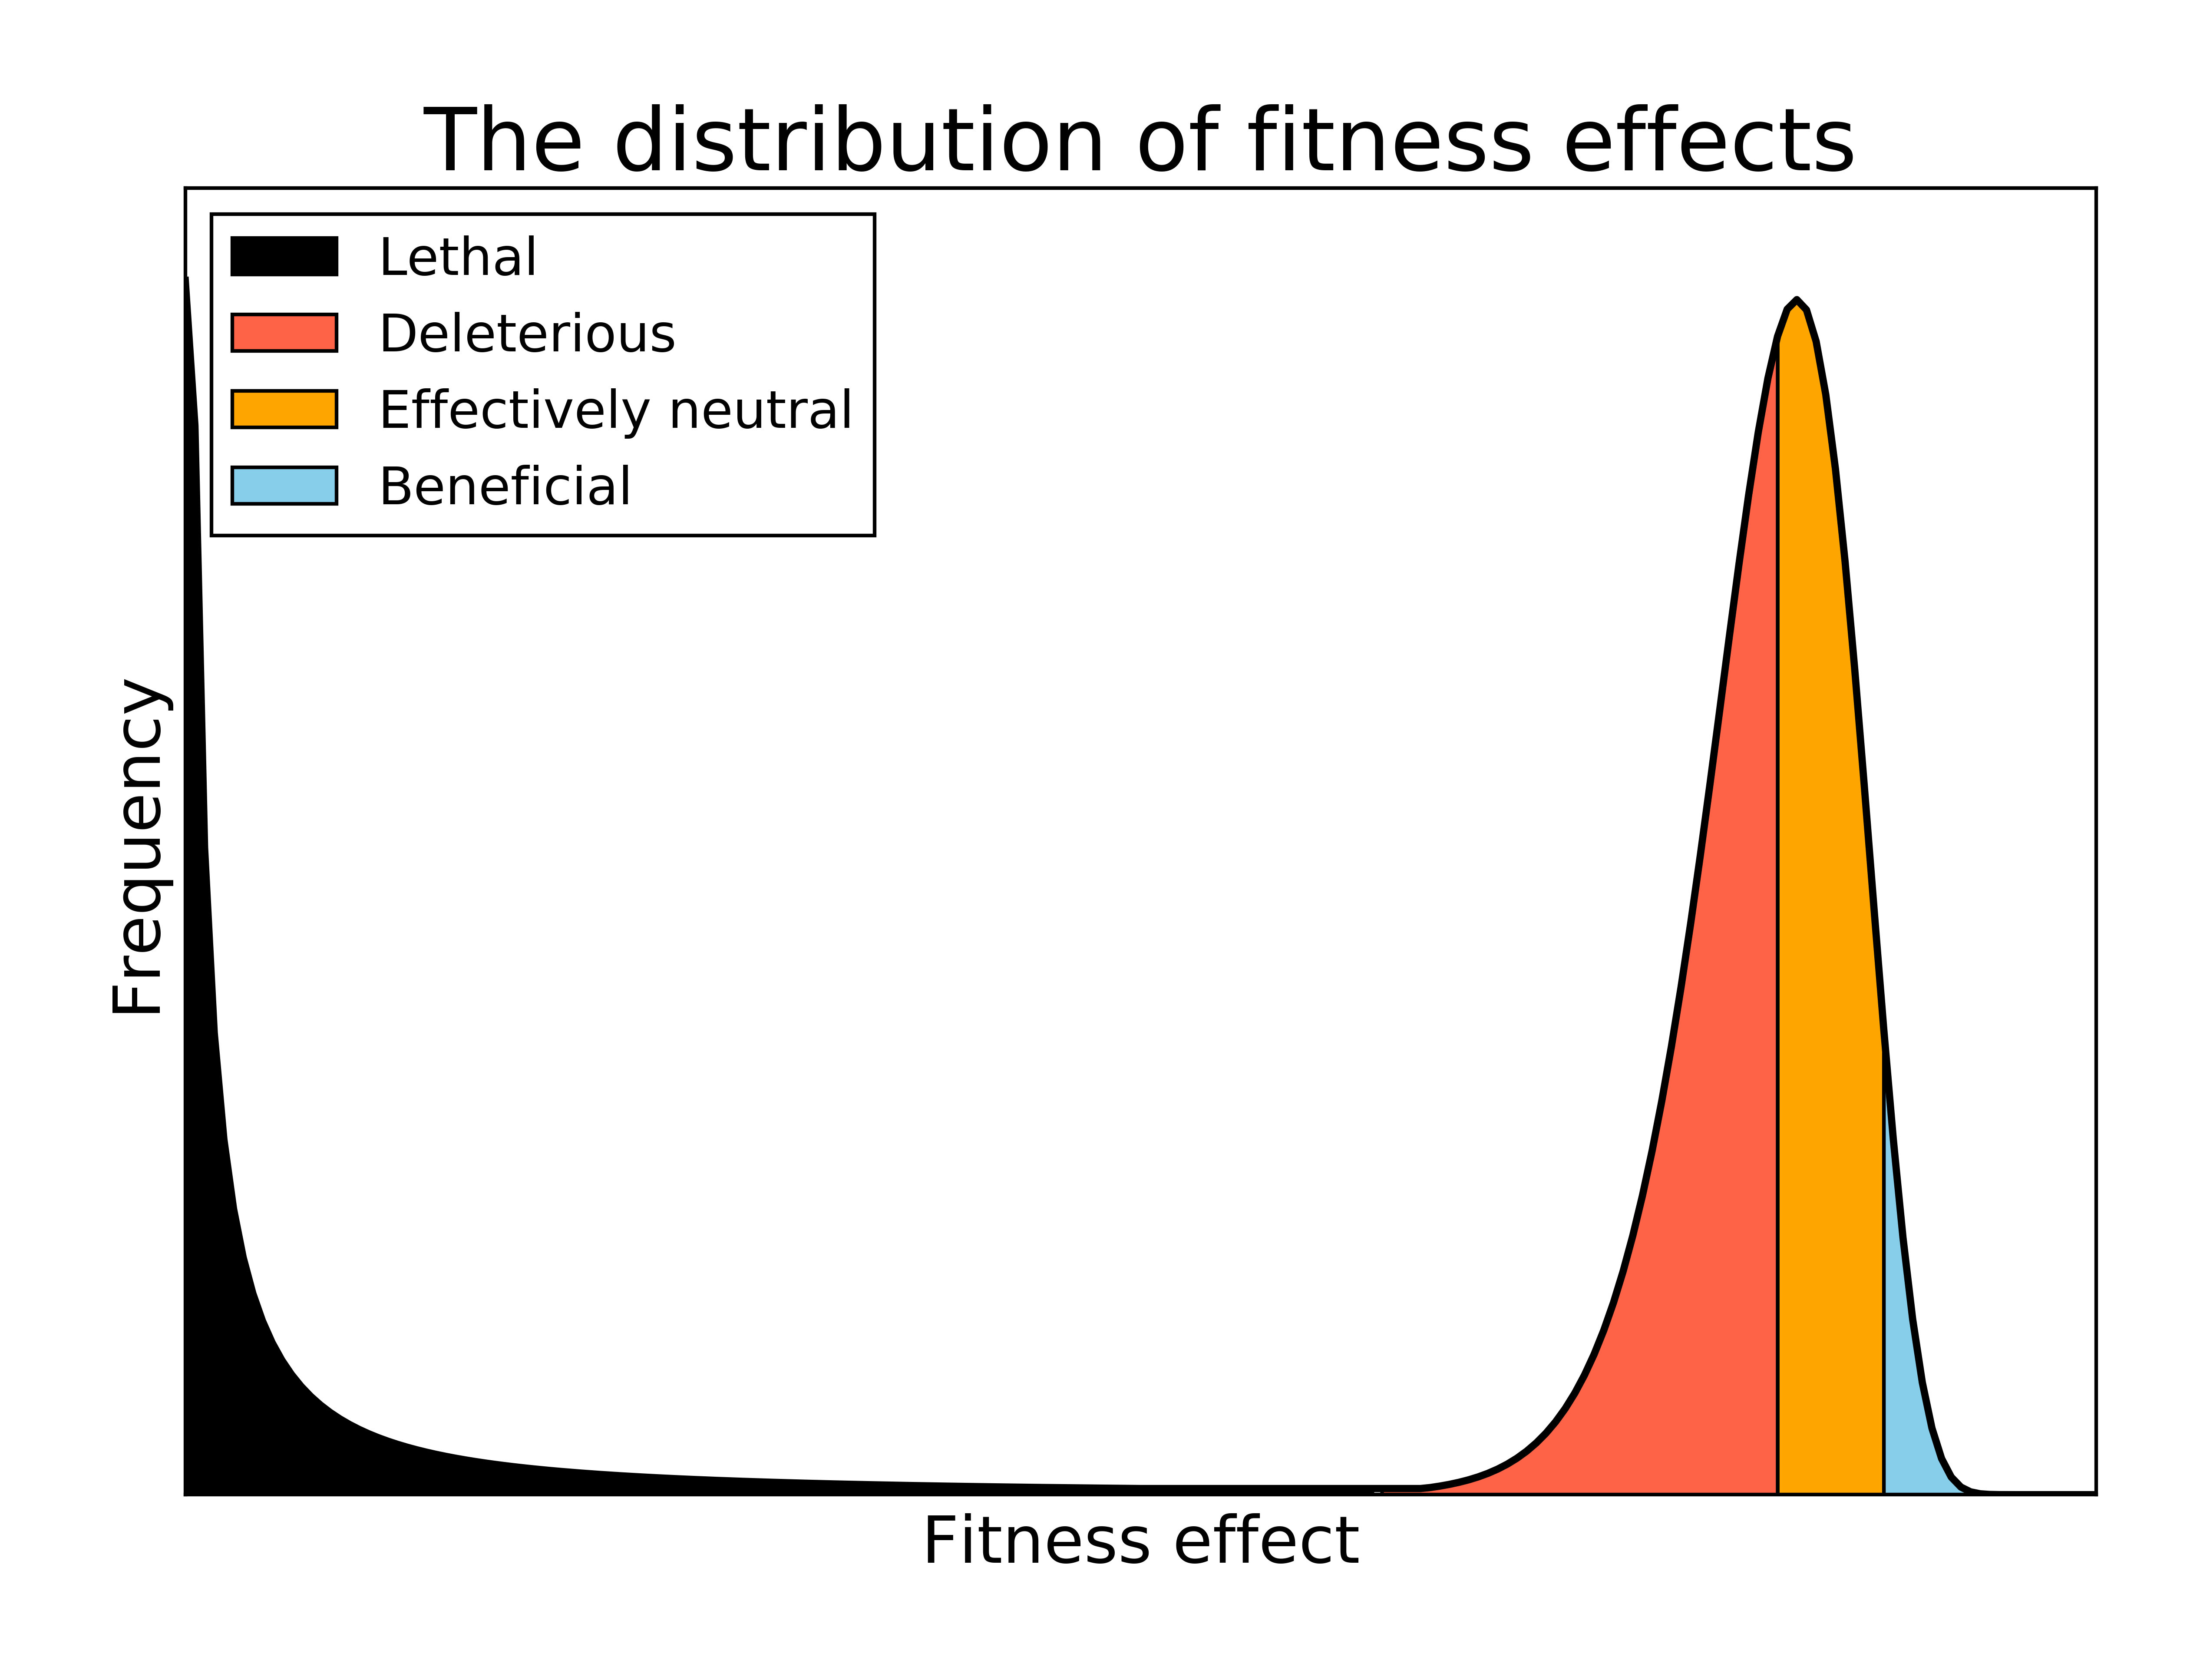 The distribution of fitness effects
Lethal
Deleterious
Effectively neutral
Beneficial
Frequency
Fitness effect